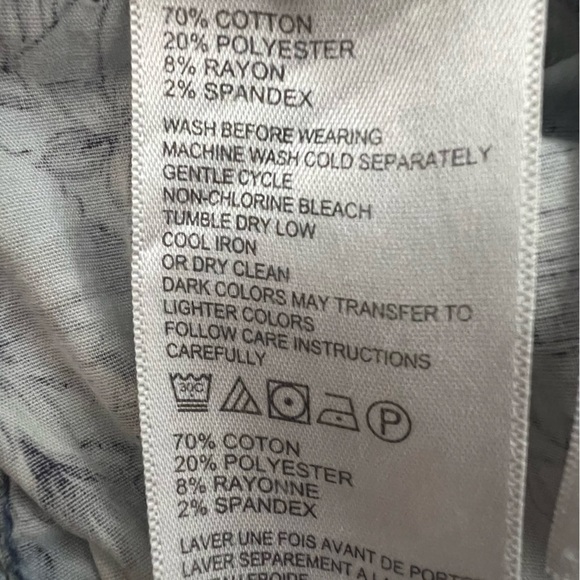 70% COTTON
20% POLYESTER
8% RAYON
2% SPANDEX
WASH BEFORE WEARING
MACHINE WASH COLD SEPARATELY
GENTLE CYCLE
NON-CHLORINE BLEACH
TUMBLE DRY LOW
COOL IRON
OR DRY CLEAN
DARK COLORS MAY TRANSFER TO
LIGHTER COLORS
FOLLOW CARE INSTRUCTIONS
CAREFULLY
30C P
70% COTON
20% POLYESTER
8% RAYONNE
2% SPANDEX
LAVER UNE FOIS AVANT DE
LAVER SEPAREMENT A